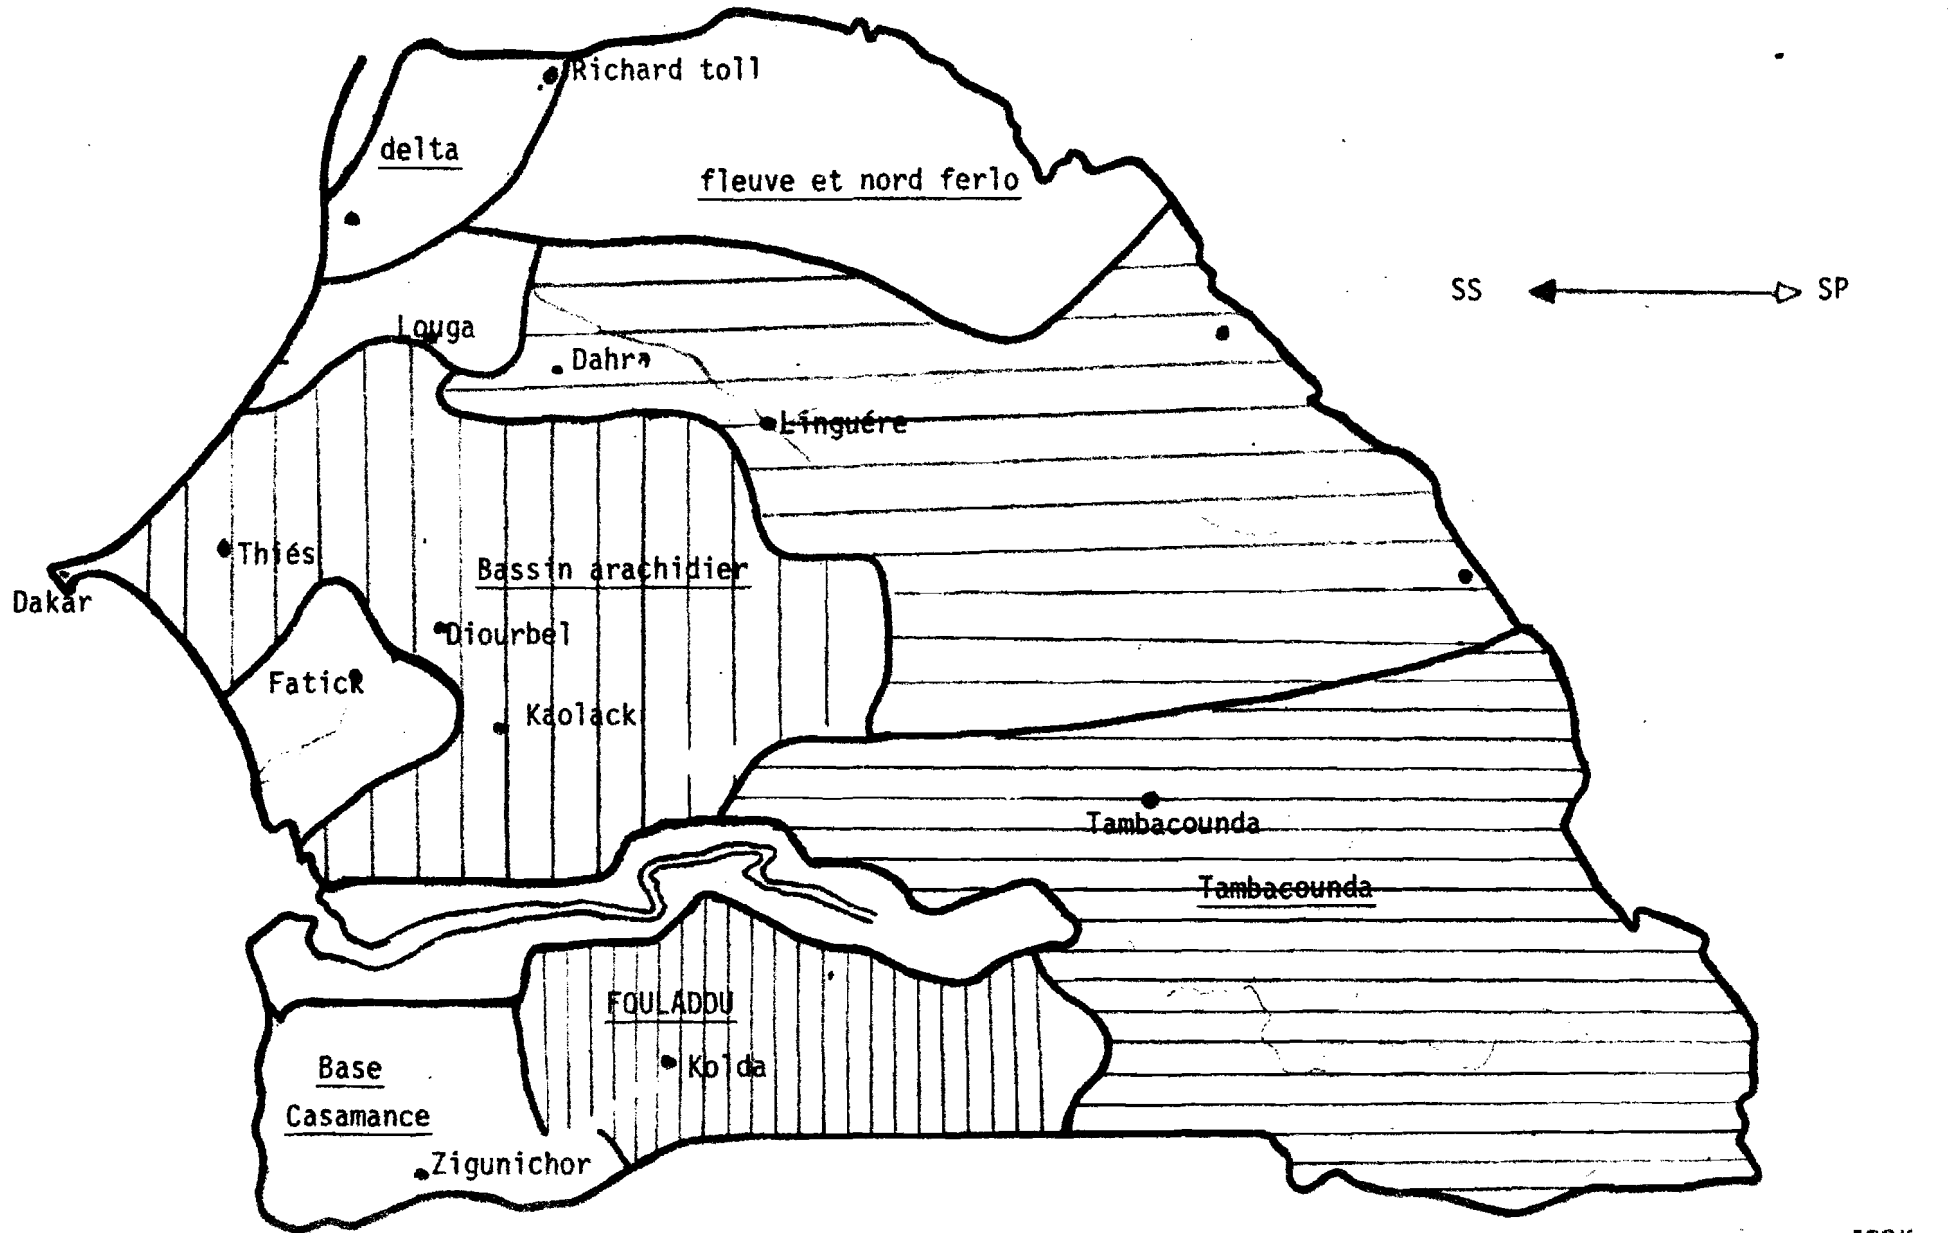 Richard toll
delta
fleuve et nord ferlo
SS
SP
Louga
Dahra
Linguére
Thiés
Bassin arachidier
Dakar
Diourbel
Fatick
Kaolack
Tambacounda
Tambacounda
FOULADOU
Kolda
Base
Casamance
Zigunichor